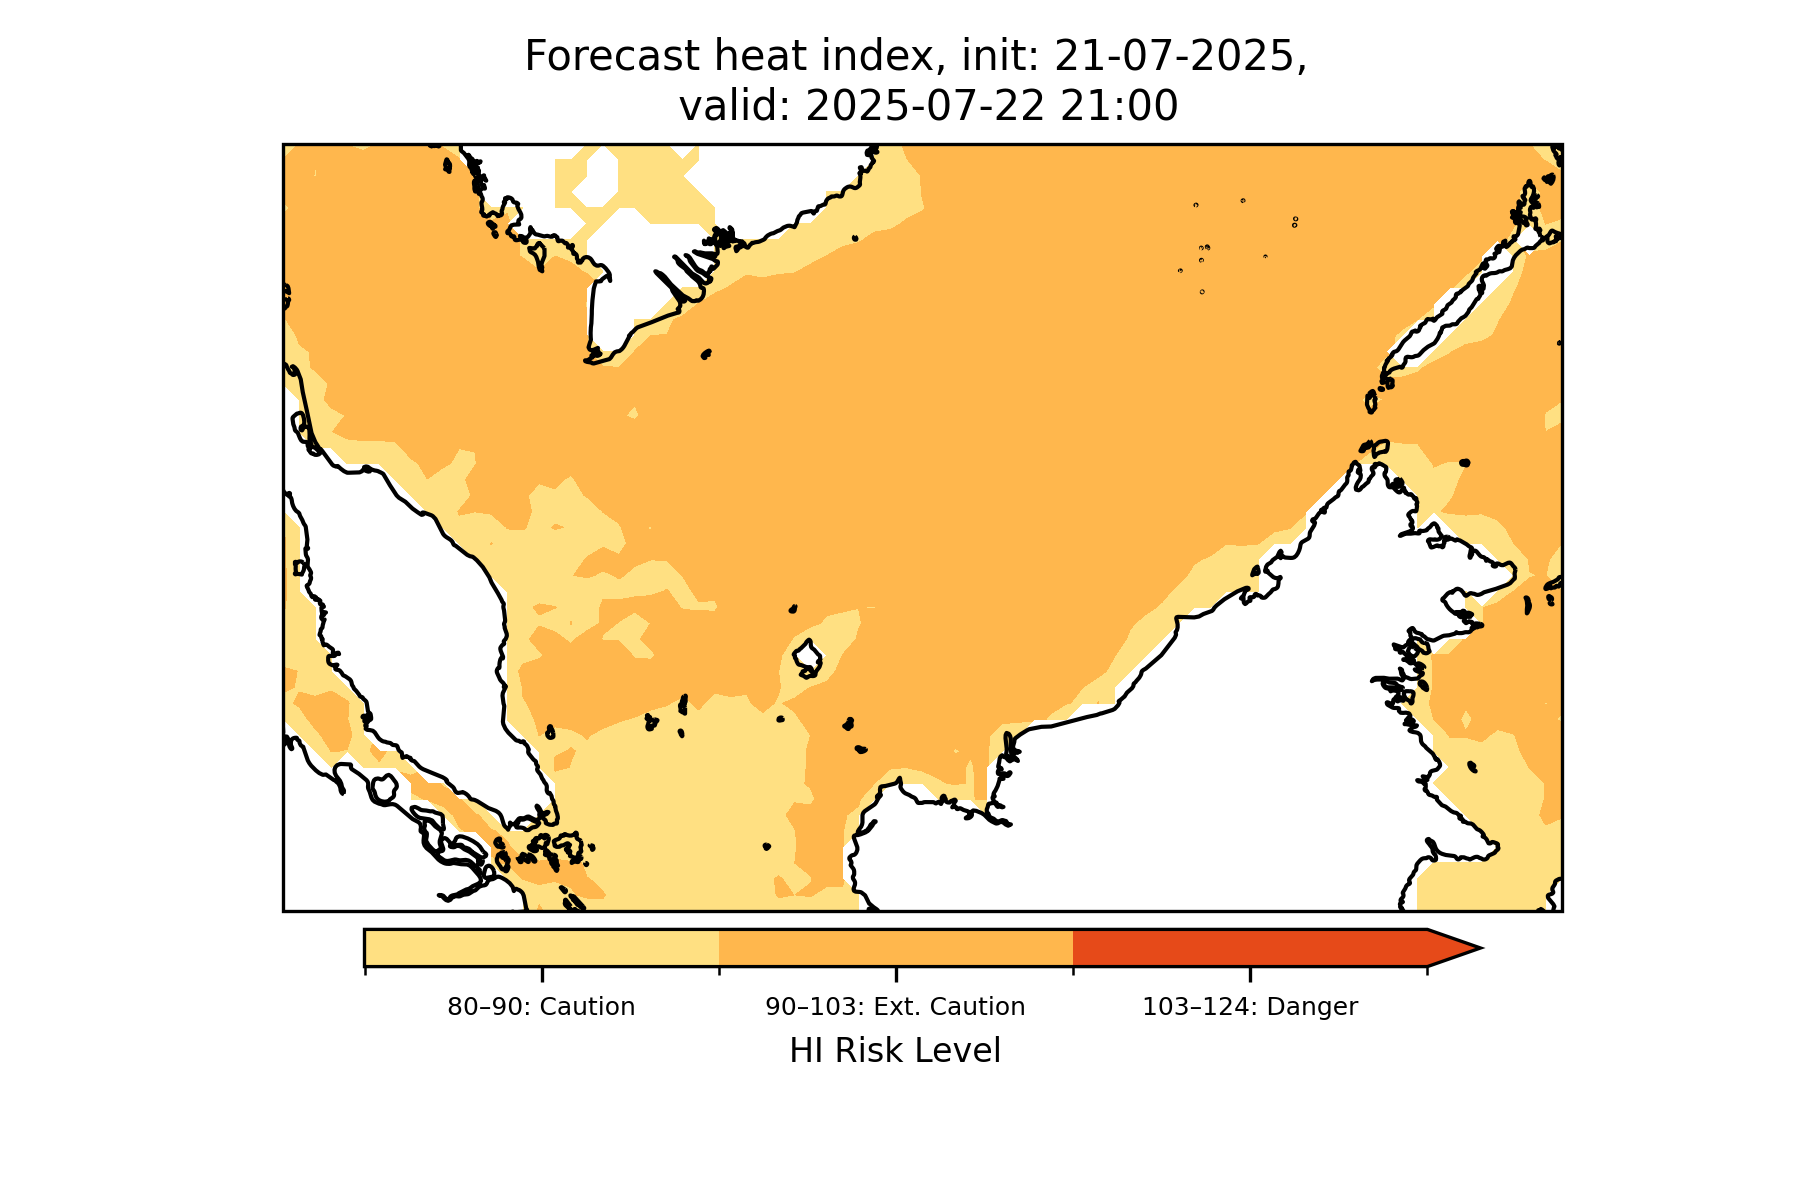 Forecast heat index, init: 21-07-2025,
valid: 2025-07-22 21:00
80–90: Caution
90–103: Ext. Caution
103–124: Danger
HI Risk Level